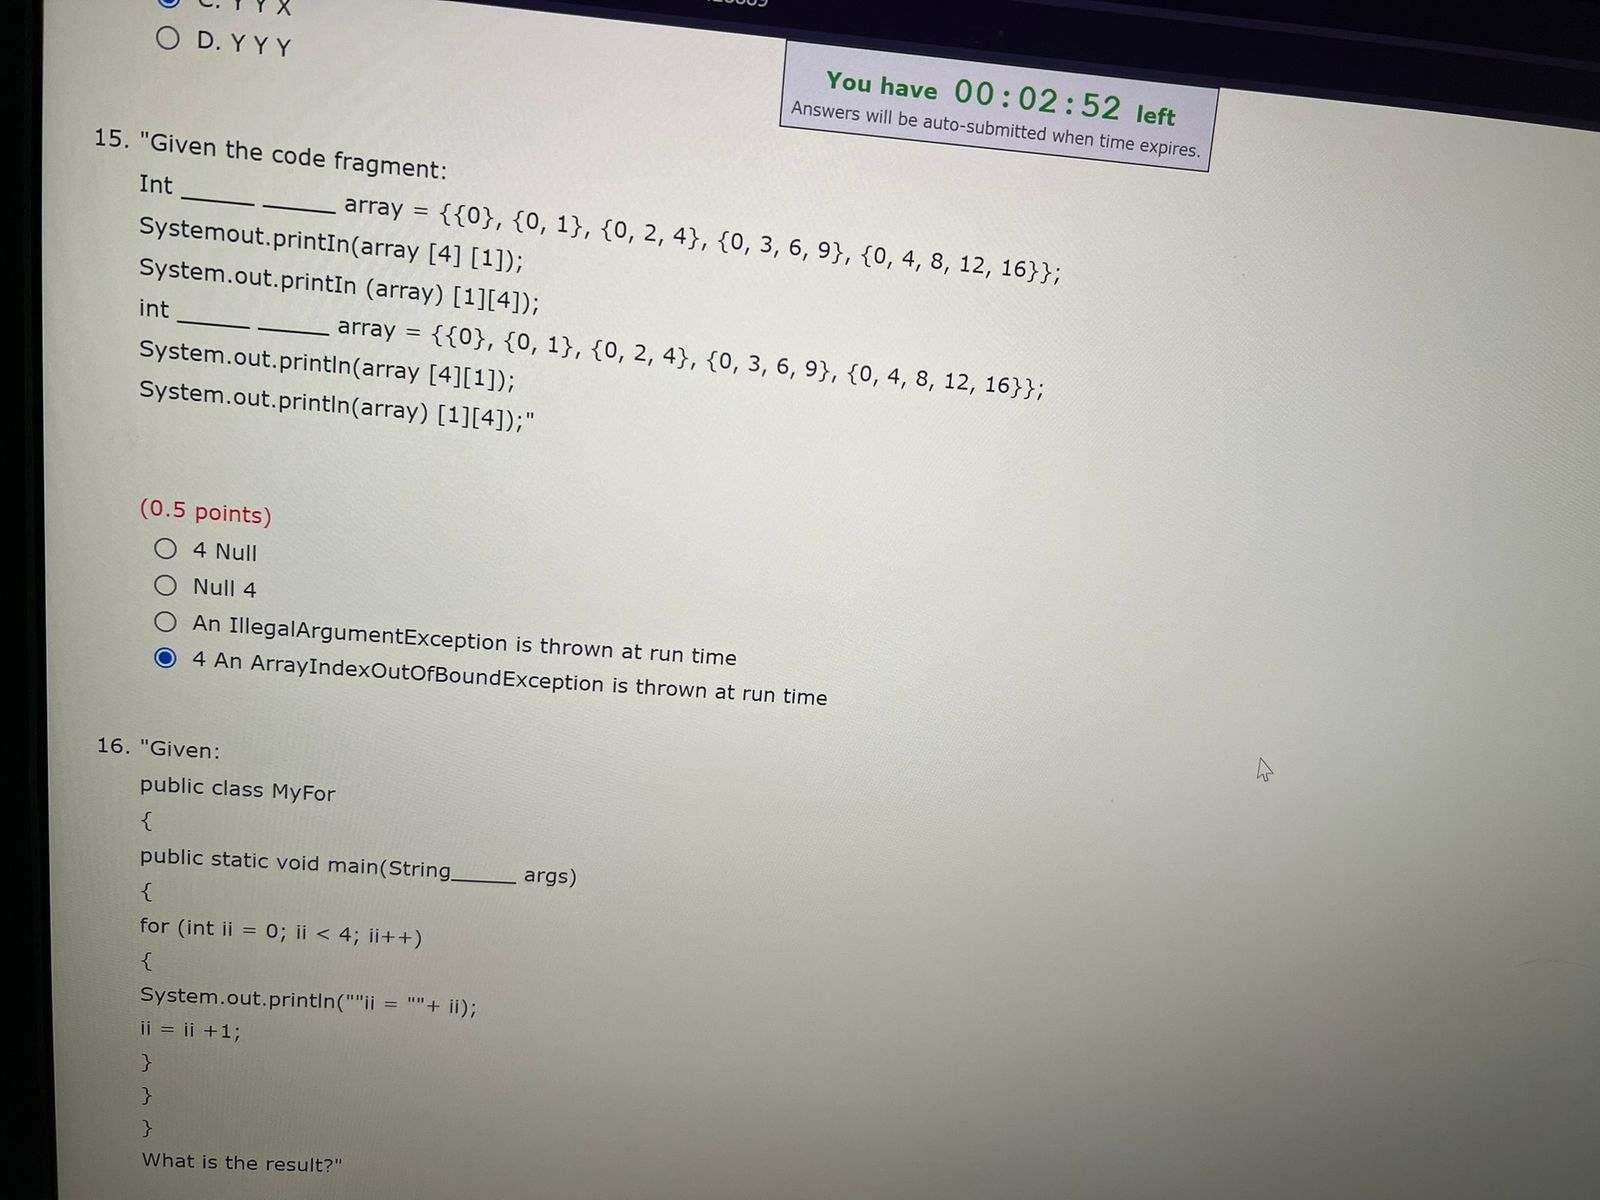 C. Y Y X
D. Y Y Y
You have 00:02:52 left
Answers will be auto-submitted when time expires.
15. "Given the code fragment:
Int _____ _____ array = {{0}, {0, 1}, {0, 2, 4}, {0, 3, 6, 9}, {0, 4, 8, 12, 16}};
Systemout.printIn(array [4] [1]);
System.out.printIn (array) [1][4]);
int _____ _____ array = {{0}, {0, 1}, {0, 2, 4}, {0, 3, 6, 9}, {0, 4, 8, 12, 16}};
System.out.println(array [4][1]);
System.out.println(array) [1][4]);"
(0.5 points)
4 Null
Null 4
An IllegalArgumentException is thrown at run time
4 An ArrayIndexOutOfBoundException is thrown at run time
16. "Given:
public class MyFor
{
public static void main(String_____ args)
{
for (int ii = 0; ii < 4; ii++)
{
System.out.println(""ii = ""+ ii);
ii = ii +1;
}
}
}
What is the result?"